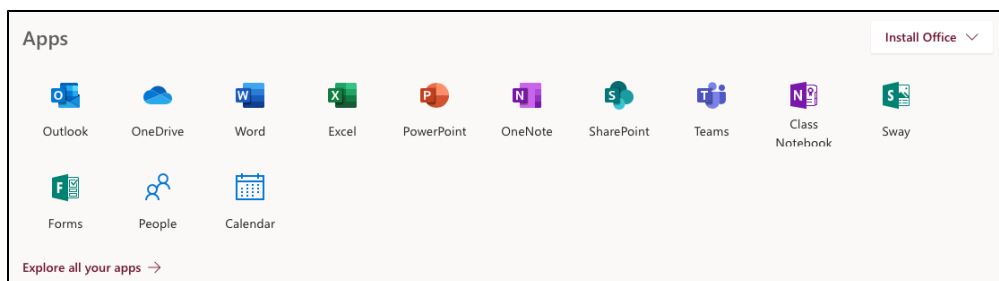 Apps
Install Office
Outlook
OneDrive
Word
Excel
PowerPoint
OneNote
SharePoint
Teams
Class
Notebook
Sway
Forms
People
Calendar
Explore all your apps →